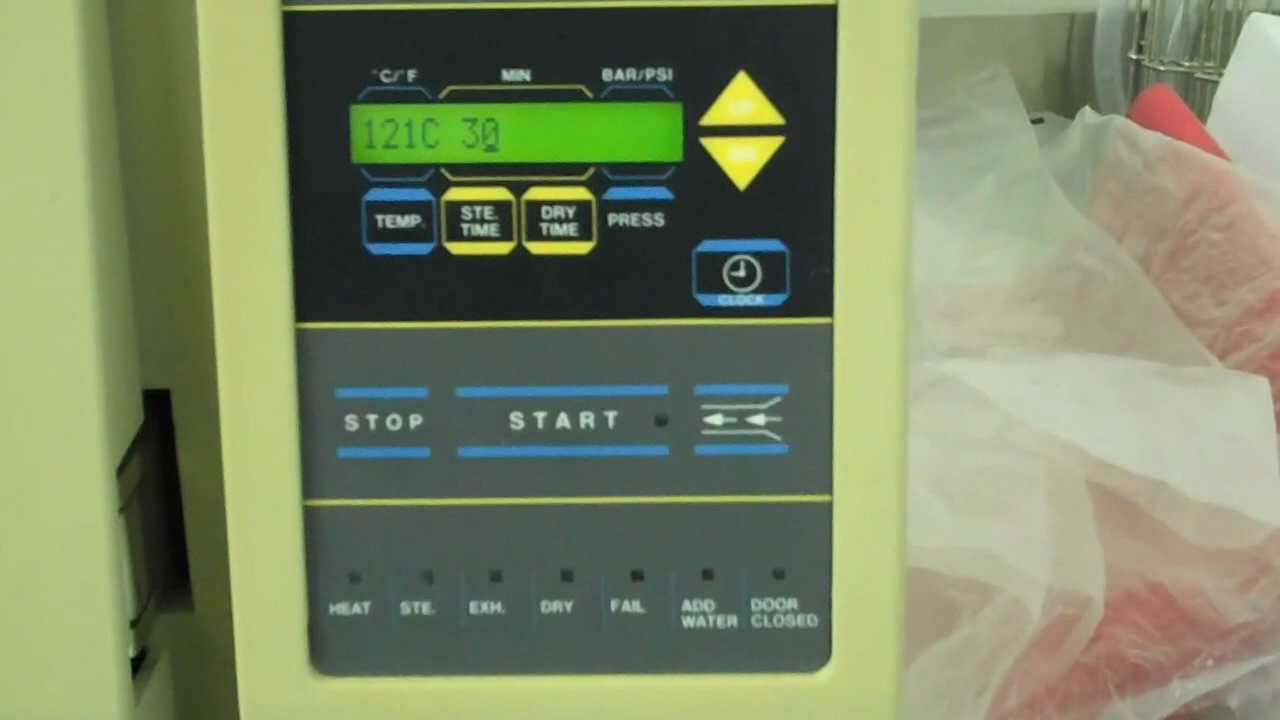 °C/°F MIN BAR/PSI
121C 30
UP
TEMP. STE. TIME DRY TIME PRESS
CLOCK
STOP START
HEAT STE. EXH. DRY FAIL ADD WATER DOOR CLOSED